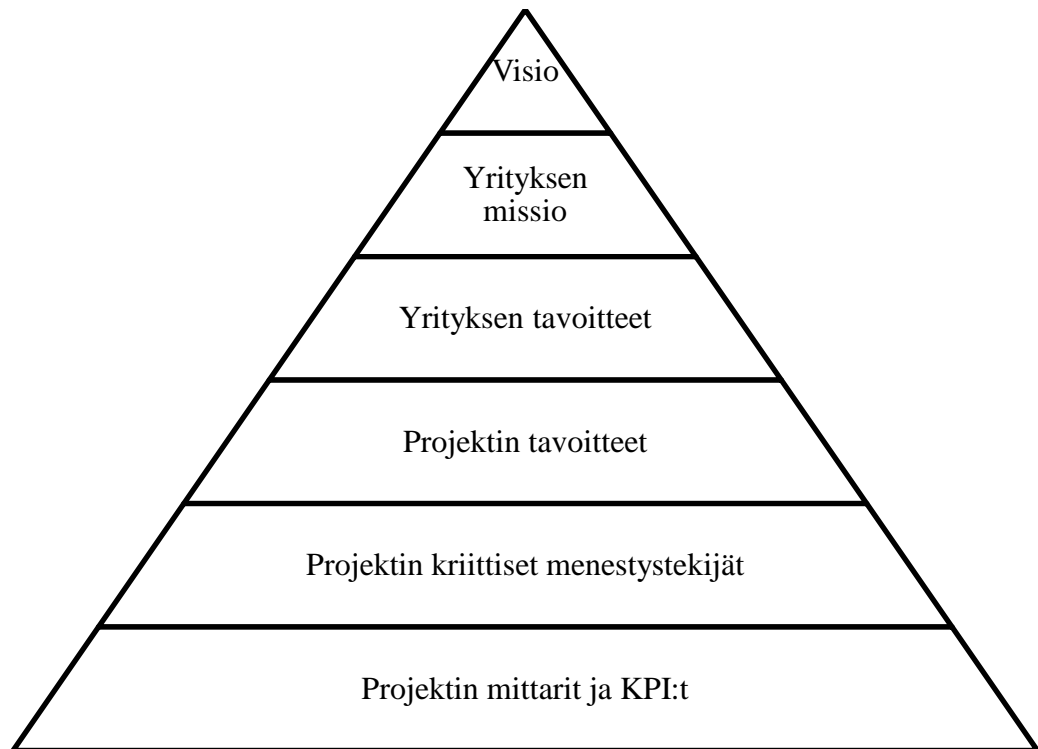 Visio
Yrityksen
missio
Yrityksen tavoitteet
Projektin tavoitteet
Projektin kriittiset menestystekijät
Projektin mittarit ja KPI:t